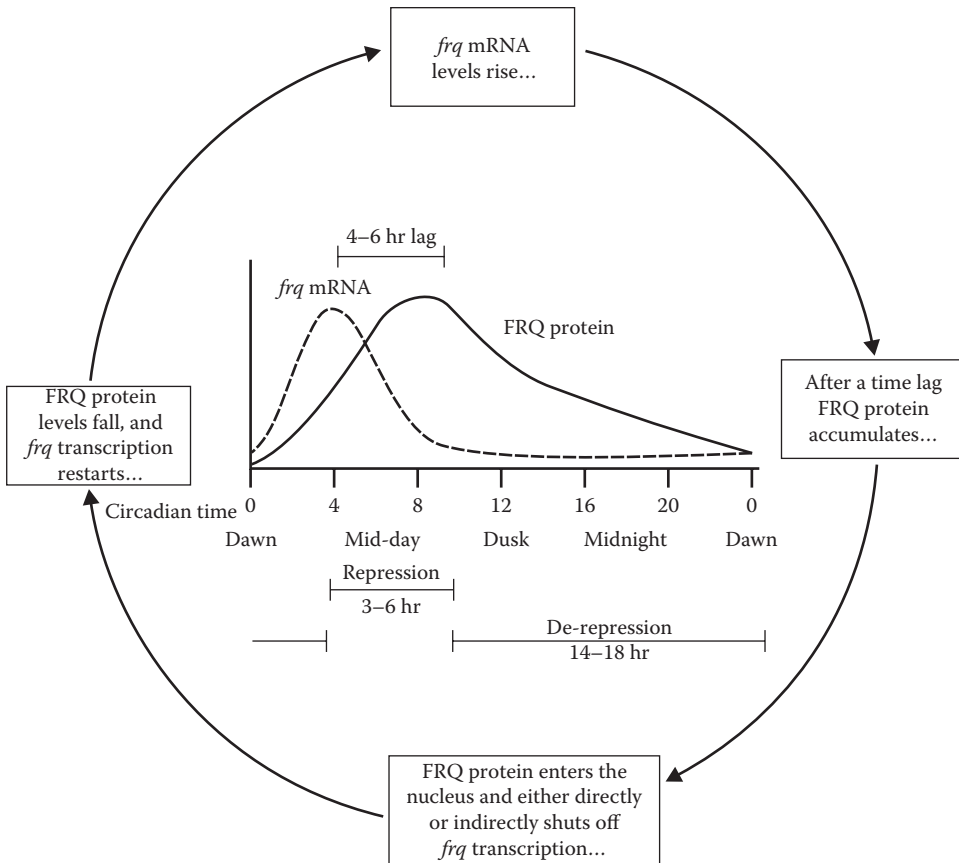 frq mRNA
levels rise…
4–6 hr lag
frq mRNA
FRQ protein
After a time lag
FRQ protein
accumulates…
FRQ protein
levels fall, and
frq transcription
restarts…
Circadian time 0 4 8 12 16 20 0
Dawn Mid-day Dusk Midnight Dawn
Repression
3–6 hr
De-repression
14–18 hr
FRQ protein enters the
nucleus and either directly
or indirectly shuts off
frq transcription…